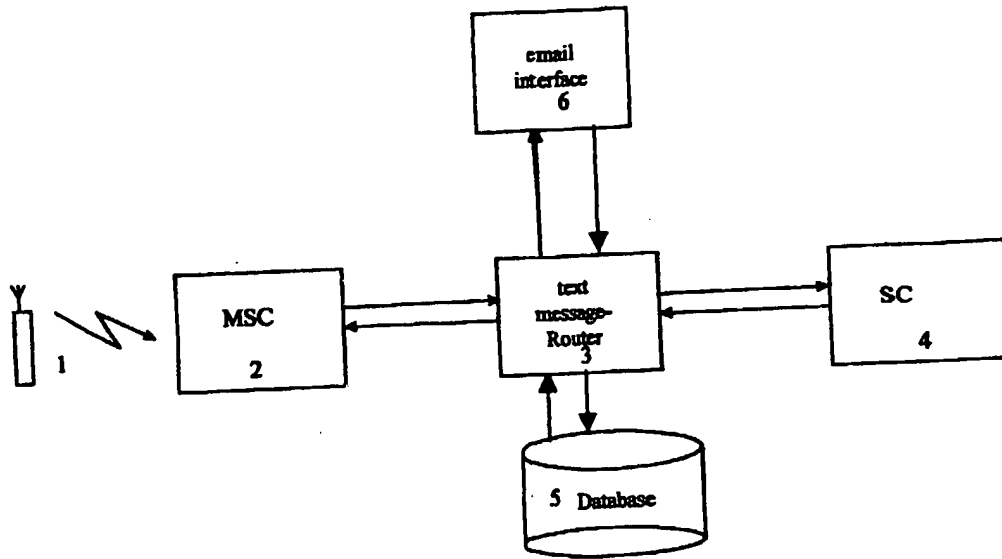 email
interface
6
text
message-
Router
3
MSC
2
1
SC
4
5 Database